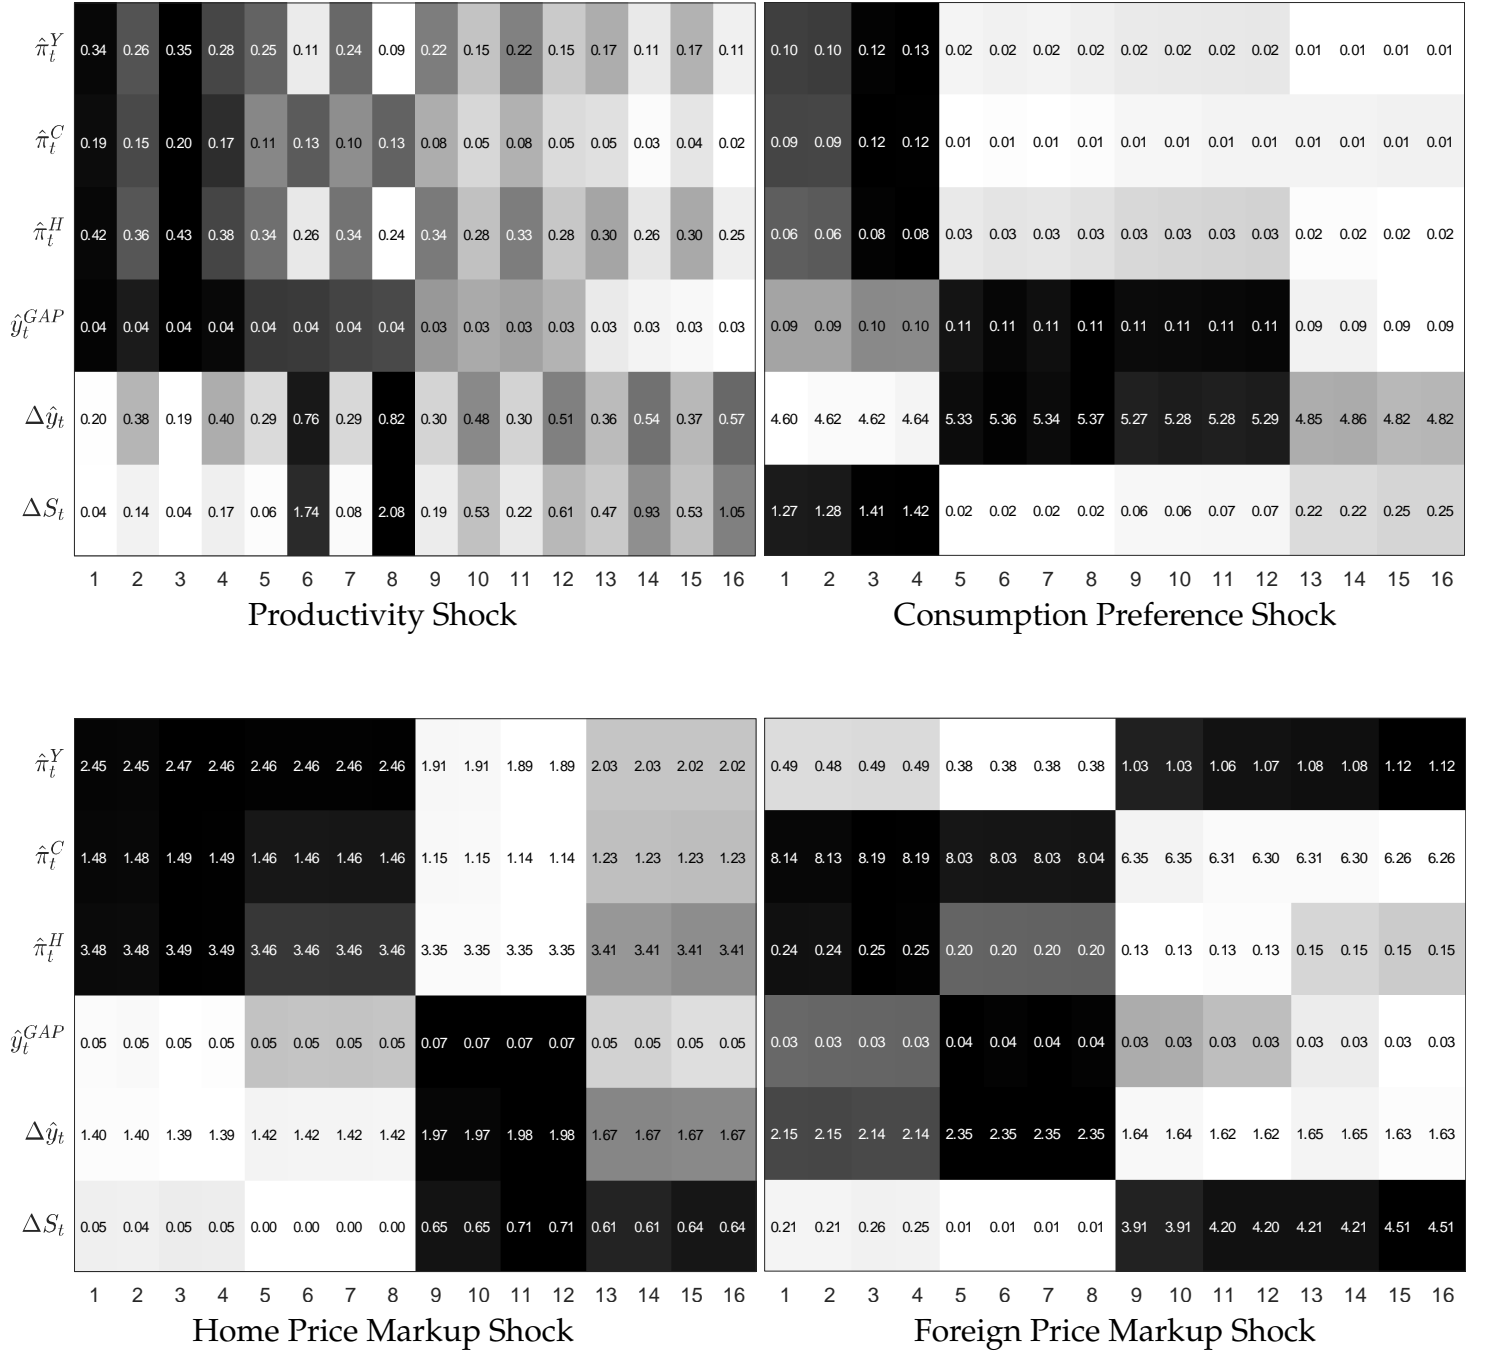 π̂_t^Y 0.34 0.26 0.35 0.28 0.25 0.11 0.24 0.09 0.22 0.15 0.22 0.15 0.17 0.11 0.17 0.11 0.10 0.10 0.12 0.13 0.02 0.02 0.02 0.02 0.02 0.02 0.02 0.02 0.01 0.01 0.01 0.01
π̂_t^C 0.19 0.15 0.20 0.17 0.11 0.13 0.10 0.13 0.08 0.05 0.08 0.05 0.05 0.03 0.04 0.02 0.09 0.09 0.12 0.12 0.01 0.01 0.01 0.01 0.01 0.01 0.01 0.01 0.01 0.01 0.01 0.01
π̂_t^H 0.42 0.36 0.43 0.38 0.34 0.26 0.34 0.24 0.34 0.28 0.33 0.28 0.30 0.26 0.30 0.25 0.06 0.06 0.08 0.08 0.03 0.03 0.03 0.03 0.03 0.03 0.03 0.03 0.02 0.02 0.02 0.02
ŷ_t^GAP 0.04 0.04 0.04 0.04 0.04 0.04 0.04 0.04 0.03 0.03 0.03 0.03 0.03 0.03 0.03 0.03 0.09 0.09 0.10 0.10 0.11 0.11 0.11 0.11 0.11 0.11 0.11 0.11 0.09 0.09 0.09 0.09
Δŷ_t 0.20 0.38 0.19 0.40 0.29 0.76 0.29 0.82 0.30 0.48 0.30 0.51 0.36 0.54 0.37 0.57 4.60 4.62 4.62 4.64 5.33 5.36 5.34 5.37 5.27 5.28 5.28 5.29 4.85 4.86 4.82 4.82
ΔS_t 0.04 0.14 0.04 0.17 0.06 1.74 0.08 2.08 0.19 0.53 0.22 0.61 0.47 0.93 0.53 1.05 1.27 1.28 1.41 1.42 0.02 0.02 0.02 0.02 0.06 0.06 0.07 0.07 0.22 0.22 0.25 0.25
1 2 3 4 5 6 7 8 9 10 11 12 13 14 15 16 1 2 3 4 5 6 7 8 9 10 11 12 13 14 15 16
Productivity Shock Consumption Preference Shock
π̂_t^Y 2.45 2.45 2.47 2.46 2.46 2.46 2.46 2.46 1.91 1.91 1.89 1.89 2.03 2.03 2.02 2.02 0.49 0.48 0.49 0.49 0.38 0.38 0.38 0.38 1.03 1.03 1.06 1.07 1.08 1.08 1.12 1.12
π̂_t^C 1.48 1.48 1.49 1.49 1.46 1.46 1.46 1.46 1.15 1.15 1.14 1.14 1.23 1.23 1.23 1.23 8.14 8.13 8.19 8.19 8.03 8.03 8.03 8.04 6.35 6.35 6.31 6.30 6.31 6.30 6.26 6.26
π̂_t^H 3.48 3.48 3.49 3.49 3.46 3.46 3.46 3.46 3.35 3.35 3.35 3.35 3.41 3.41 3.41 3.41 0.24 0.24 0.25 0.25 0.20 0.20 0.20 0.20 0.13 0.13 0.13 0.13 0.15 0.15 0.15 0.15
ŷ_t^GAP 0.05 0.05 0.05 0.05 0.05 0.05 0.05 0.05 0.07 0.07 0.07 0.07 0.05 0.05 0.05 0.05 0.03 0.03 0.03 0.03 0.04 0.04 0.04 0.04 0.03 0.03 0.03 0.03 0.03 0.03 0.03 0.03
Δŷ_t 1.40 1.40 1.39 1.39 1.42 1.42 1.42 1.42 1.97 1.97 1.98 1.98 1.67 1.67 1.67 1.67 2.15 2.15 2.14 2.14 2.35 2.35 2.35 2.35 1.64 1.64 1.62 1.62 1.65 1.65 1.63 1.63
ΔS_t 0.05 0.04 0.05 0.05 0.00 0.00 0.00 0.00 0.65 0.65 0.71 0.71 0.61 0.61 0.64 0.64 0.21 0.21 0.26 0.25 0.01 0.01 0.01 0.01 3.91 3.91 4.20 4.20 4.21 4.21 4.51 4.51
1 2 3 4 5 6 7 8 9 10 11 12 13 14 15 16 1 2 3 4 5 6 7 8 9 10 11 12 13 14 15 16
Home Price Markup Shock Foreign Price Markup Shock